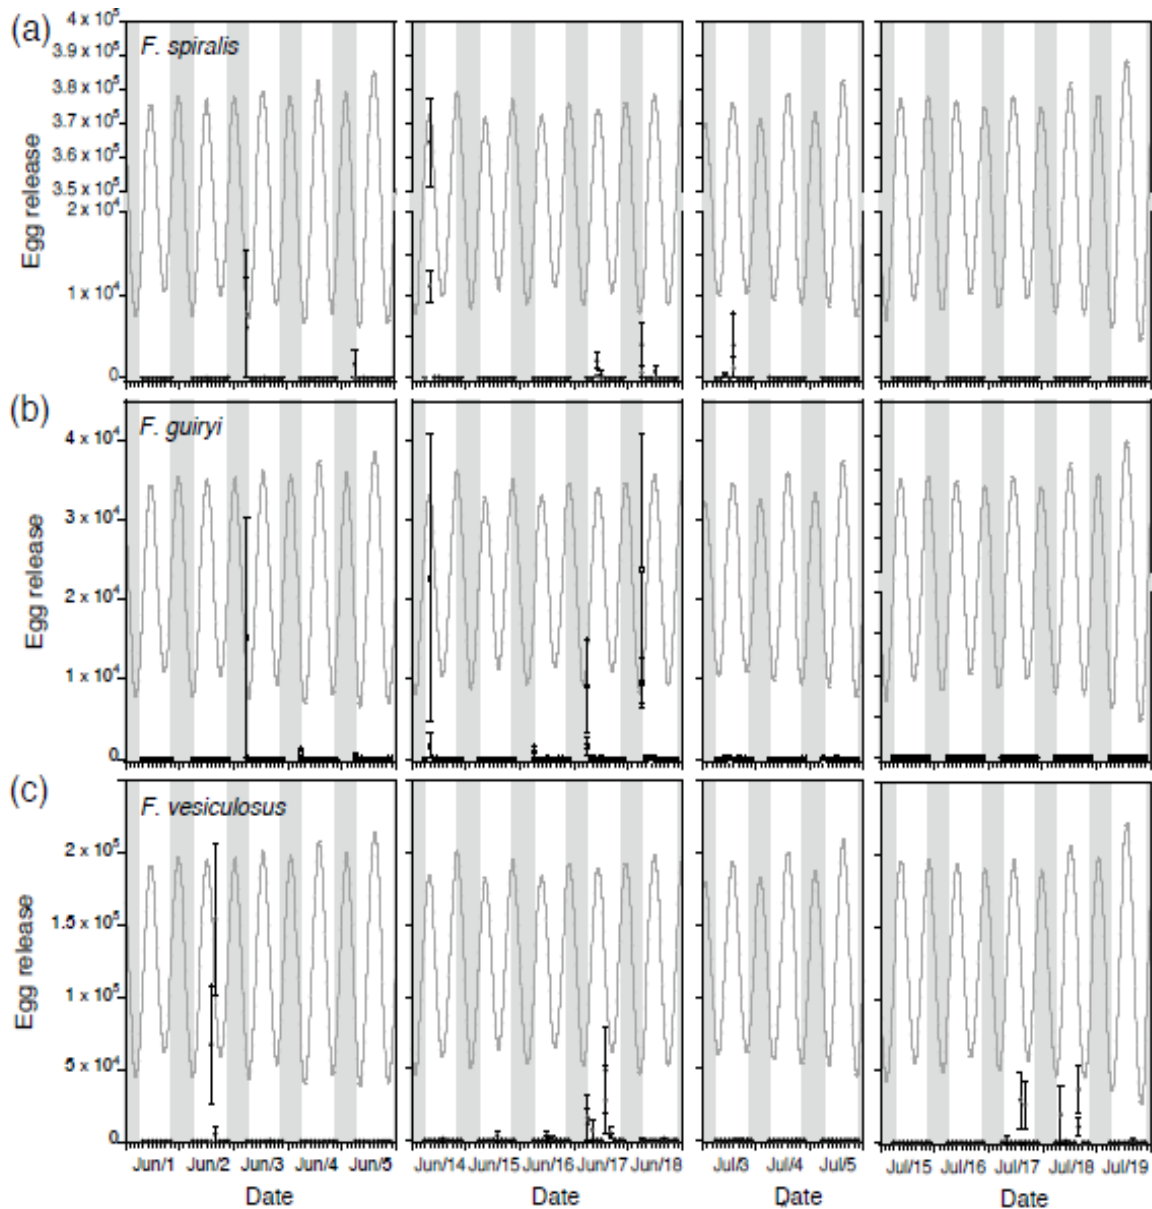 (a)
F. spiralis
Egg release
4 x 10⁵
3.9 x 10⁵
3.8 x 10⁵
3.7 x 10⁵
3.6 x 10⁵
3.5 x 10⁵
2 x 10⁴
1 x 10⁴
0
(b)
F. guiryi
Egg release
4 x 10⁴
3 x 10⁴
2 x 10⁴
1 x 10⁴
0
(c)
F. vesiculosus
Egg release
2 x 10⁵
1.5 x 10⁵
1 x 10⁵
5 x 10⁴
0
Jun/1 Jun/2 Jun/3 Jun/4 Jun/5 Jun/14 Jun/15 Jun/16 Jun/17 Jun/18 Jul/3 Jul/4 Jul/5 Jul/15 Jul/16 Jul/17 Jul/18 Jul/19
Date Date Date Date